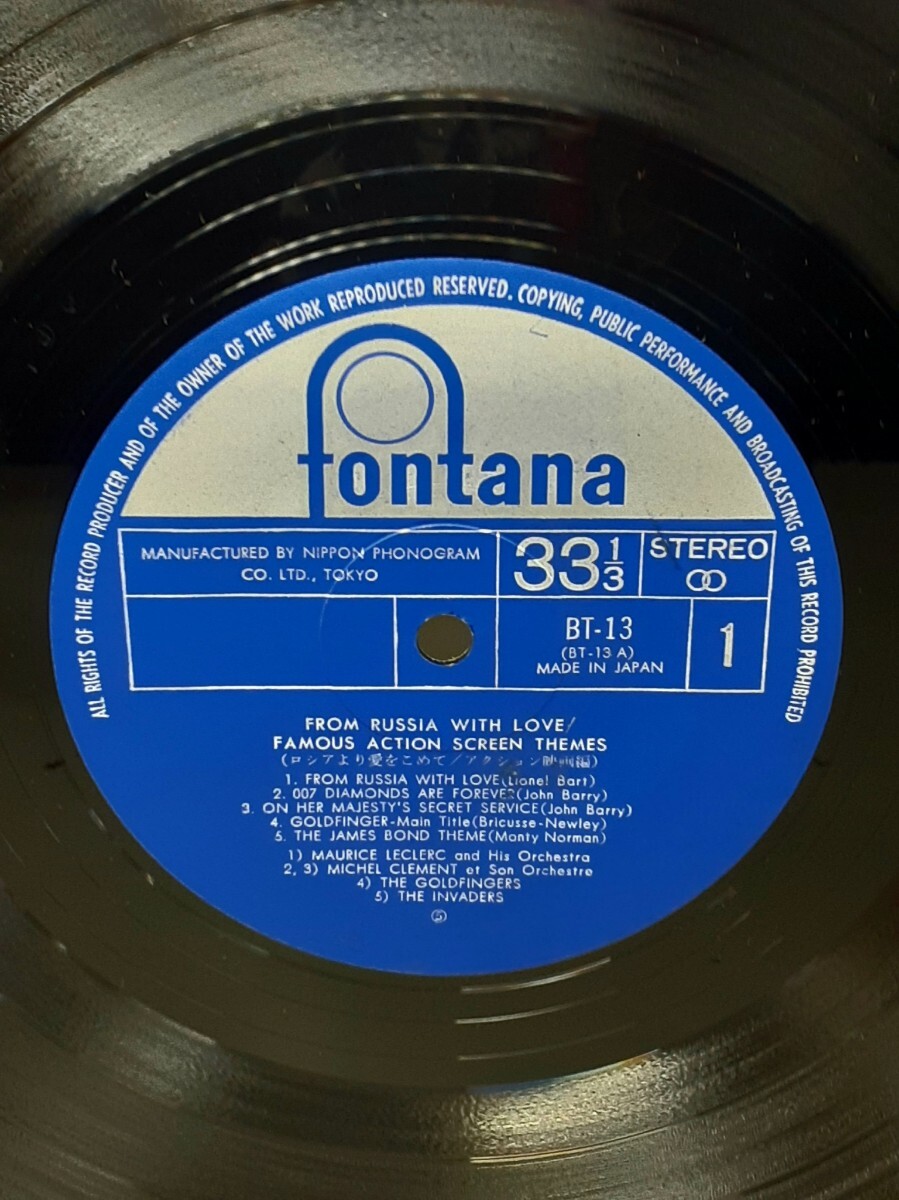 ALL RIGHTS OF THE RECORD PRODUCER AND OF THE OWNER OF THE WORK REPRODUCED RESERVED. COPYING, PUBLIC PERFORMANCE AND BROADCASTING OF THIS RECORD PROHIBITED
fontana
MANUFACTURED BY NIPPON PHONOGRAM
CO. LTD., TOKYO
33 1/3
STEREO
BT-13
(BT-13 A)
MADE IN JAPAN
1
FROM RUSSIA WITH LOVE/
FAMOUS ACTION SCREEN THEMES
(ロシアより愛をこめて/アクション映画編)
1. FROM RUSSIA WITH LOVE(Lionel Bart)
2. 007 DIAMONDS ARE FOREVER(John Barry)
3. ON HER MAJESTY'S SECRET SERVICE(John Barry)
4. GOLDFINGER-Main Title(Bricusse-Newley)
5. THE JAMES BOND THEME(Monty Norman)
1) MAURICE LECLERC and His Orchestra
2, 3) MICHEL CLEMENT et Son Orchestre
4) THE GOLDFINGERS
5) THE INVADERS